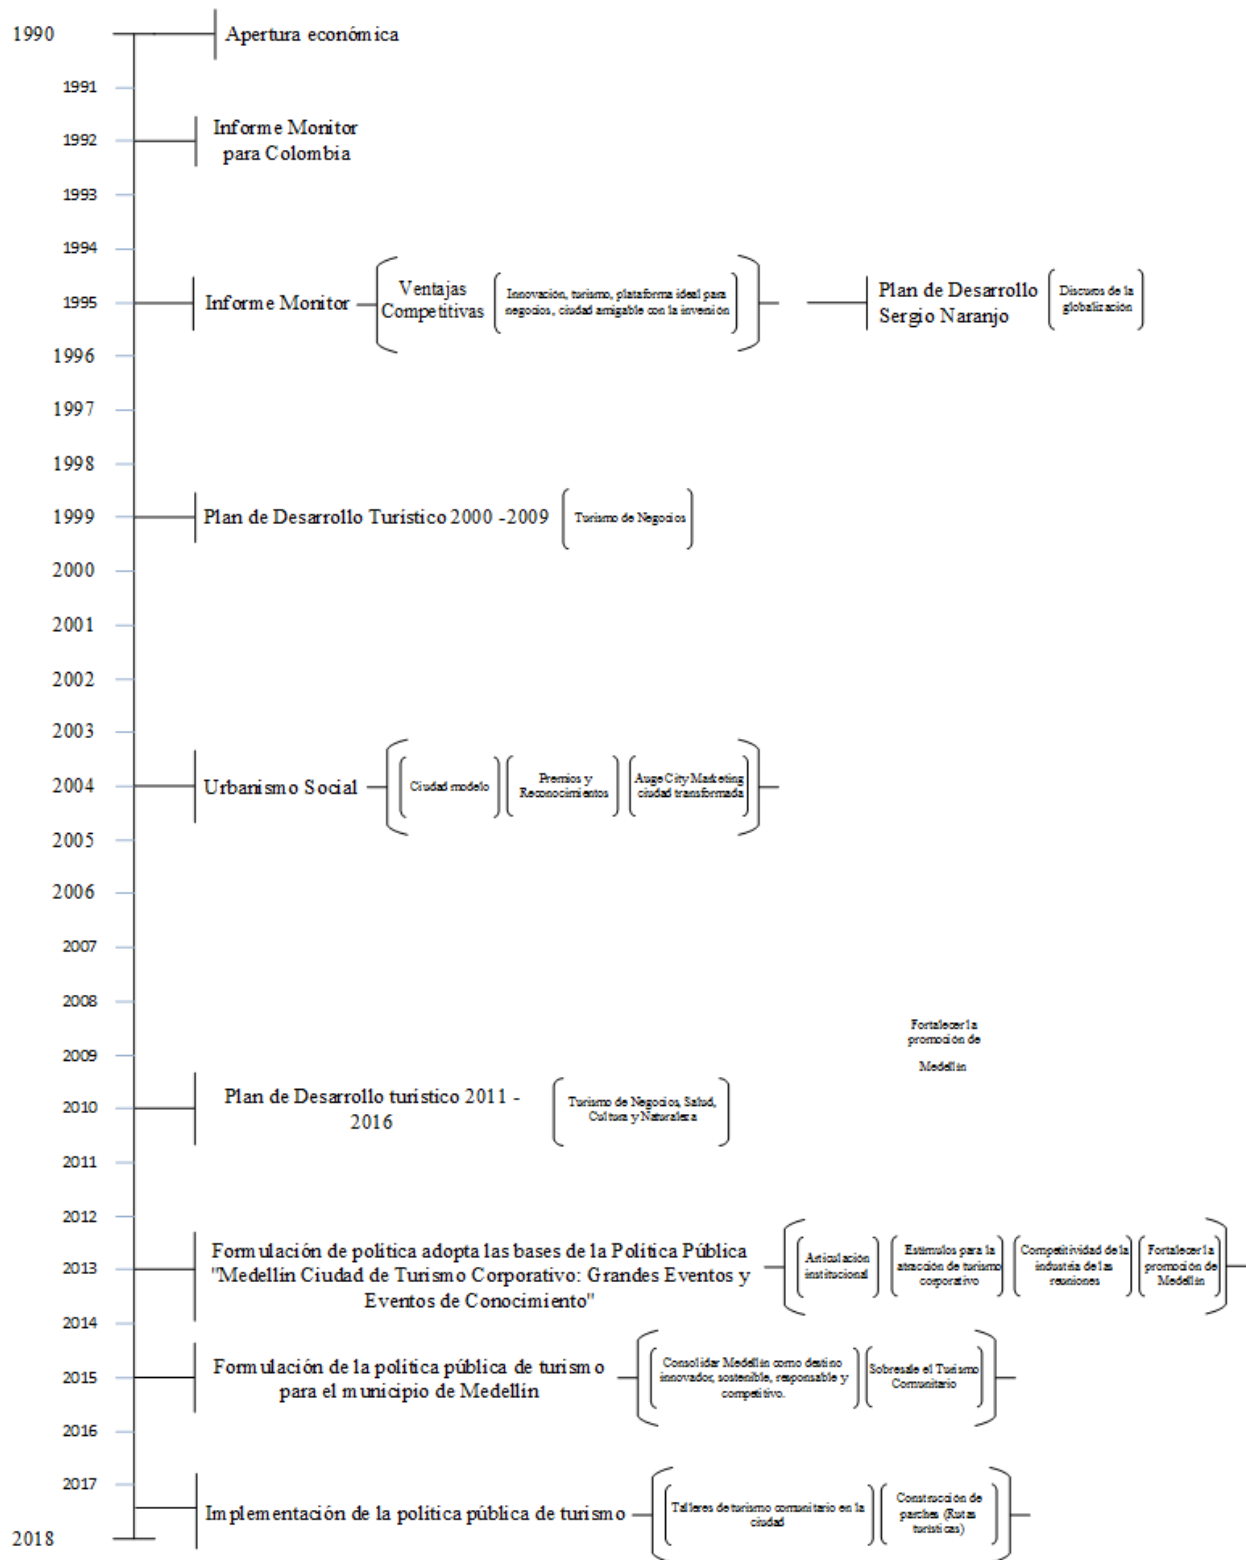 1990
Apertura económica
1991
1992
Informe Monitor
para Colombia
1993
1994
1995
Informe Monitor
Ventajas
Competitivas
Innovación, turismo, plataforma ideal para
negocios, ciudad amigable con la invención
Plan de Desarrollo
Sergio Naranjo
Discuros de la
globalización
1996
1997
1998
1999
Plan de Desarrollo Turístico 2000 -2009
Turismo de Negocios
2000
2001
2002
2003
2004
Urbanismo Social
Ciudad modelo
Premios y
Reconocimientos
Auge City Marketing
ciudad transformada
2005
2006
2007
2008
Fortalecer la
promoción de
Medellín
2009
2010
Plan de Desarrollo turístico 2011 -
2016
Turismo de Negocios, Salud,
Cultura y Naturaleza
2011
2012
2013
Formulación de política adopta las bases de la Política Pública
"Medellín Ciudad de Turismo Corporativo: Grandes Eventos y
Eventos de Conocimiento"
Articulación
institucional
Estímulos para la
atracción de turismo
corporativo
Competitividad de la
industria de las
reuniones
Fortalecer la
promoción de
Medellín
2014
2015
Formulación de la política pública de turismo
para el municipio de Medellín
Consolidar Medellín como destino
innovador, sostenible, responsable y
competitivo.
Sobresale el Turismo
Comunitario
2016
2017
Implementación de la política pública de turismo
Talleres de turismo comunitario en la
ciudad
Construcción de
parches (Rutas
turísticas)
2018